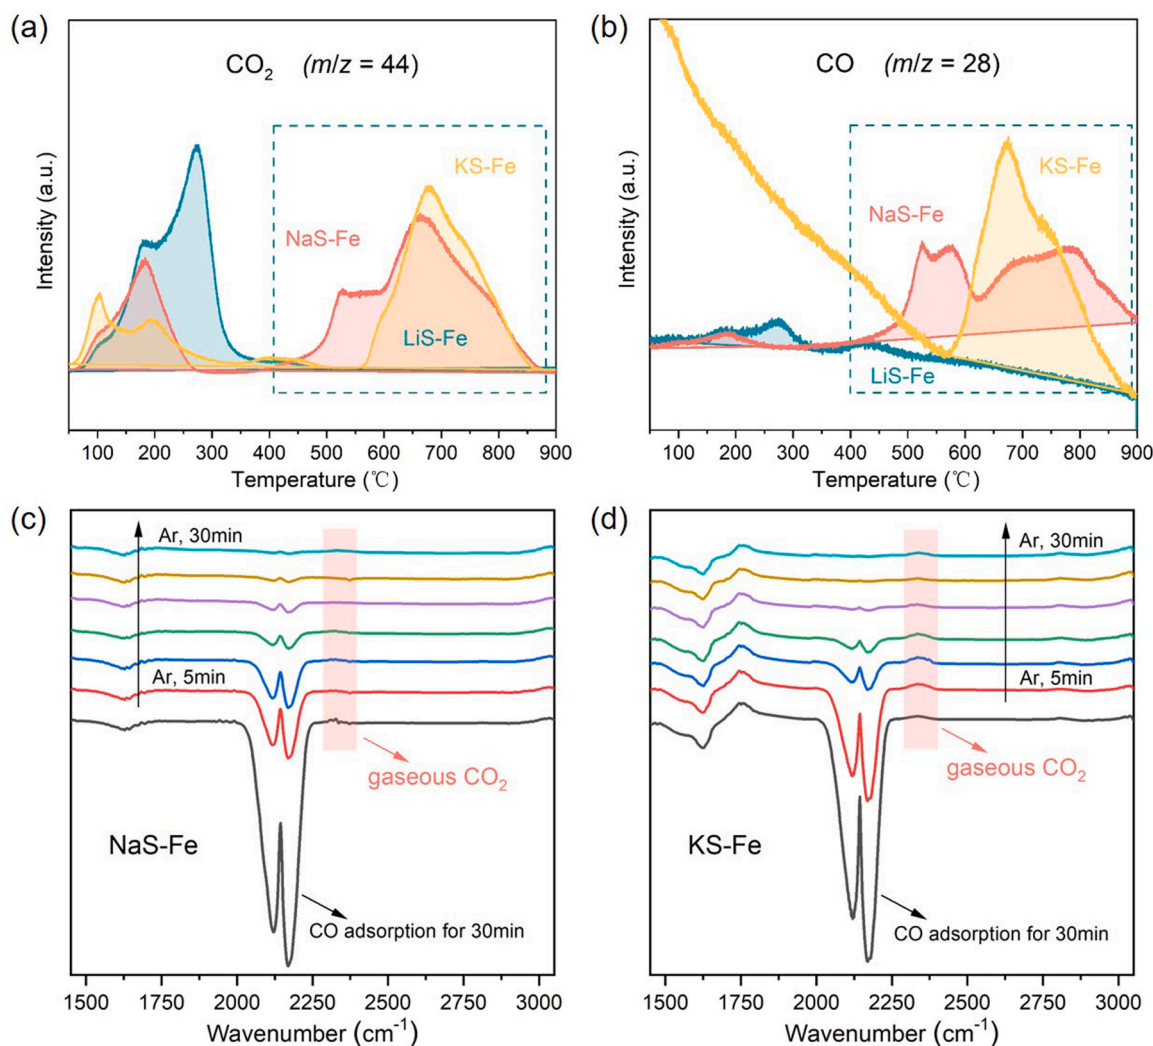 (a)
CO₂ (m/z = 44)
KS-Fe
NaS-Fe
LiS-Fe
Intensity (a.u.)
100 200 300 400 500 600 700 800 900
Temperature (℃)
(b)
CO (m/z = 28)
KS-Fe
NaS-Fe
LiS-Fe
Intensity (a.u.)
100 200 300 400 500 600 700 800 900
Temperature (℃)
(c)
Ar, 30min
Ar, 5min
gaseous CO₂
NaS-Fe
CO adsorption for 30min
1500 1750 2000 2250 2500 2750 3000
Wavenumber (cm⁻¹)
(d)
Ar, 30min
Ar, 5min
gaseous CO₂
KS-Fe
CO adsorption for 30min
1500 1750 2000 2250 2500 2750 3000
Wavenumber (cm⁻¹)